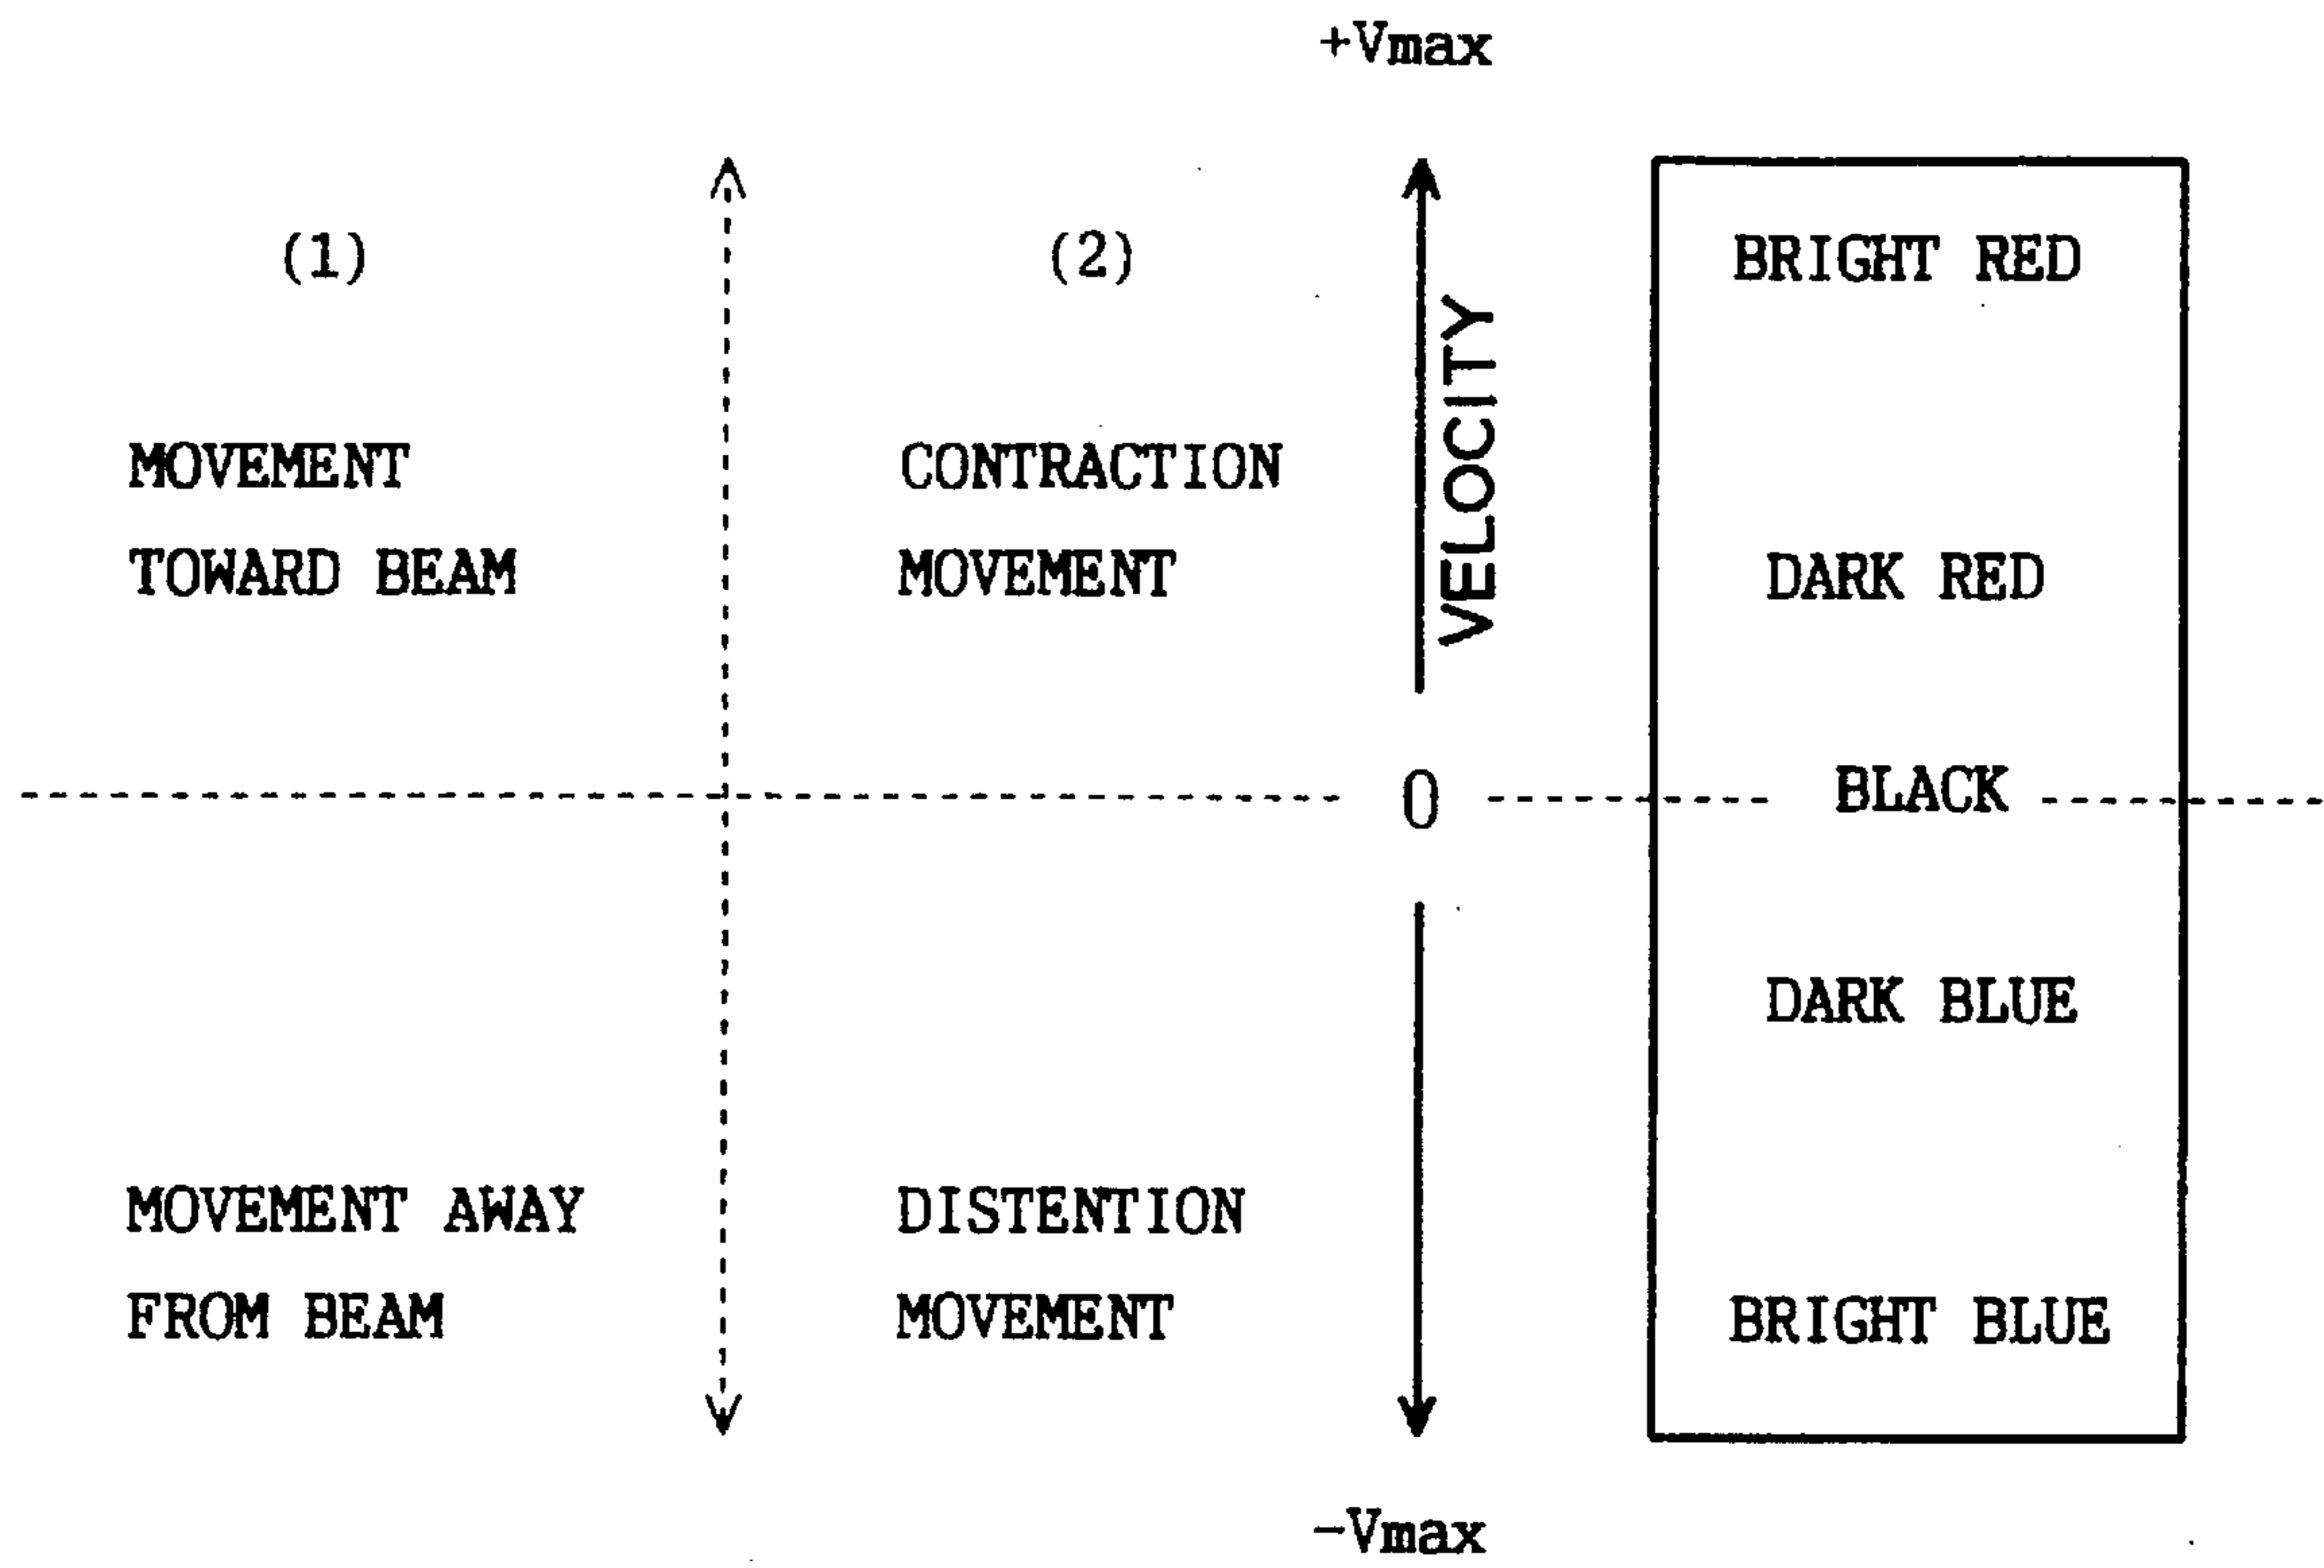 +Vmax
(1)
MOVEMENT
TOWARD BEAM
MOVEMENT AWAY
FROM BEAM
(2)
CONTRACTION
MOVEMENT
DISTENTION
MOVEMENT
VELOCITY
0
-Vmax
BRIGHT RED
DARK RED
BLACK
DARK BLUE
BRIGHT BLUE